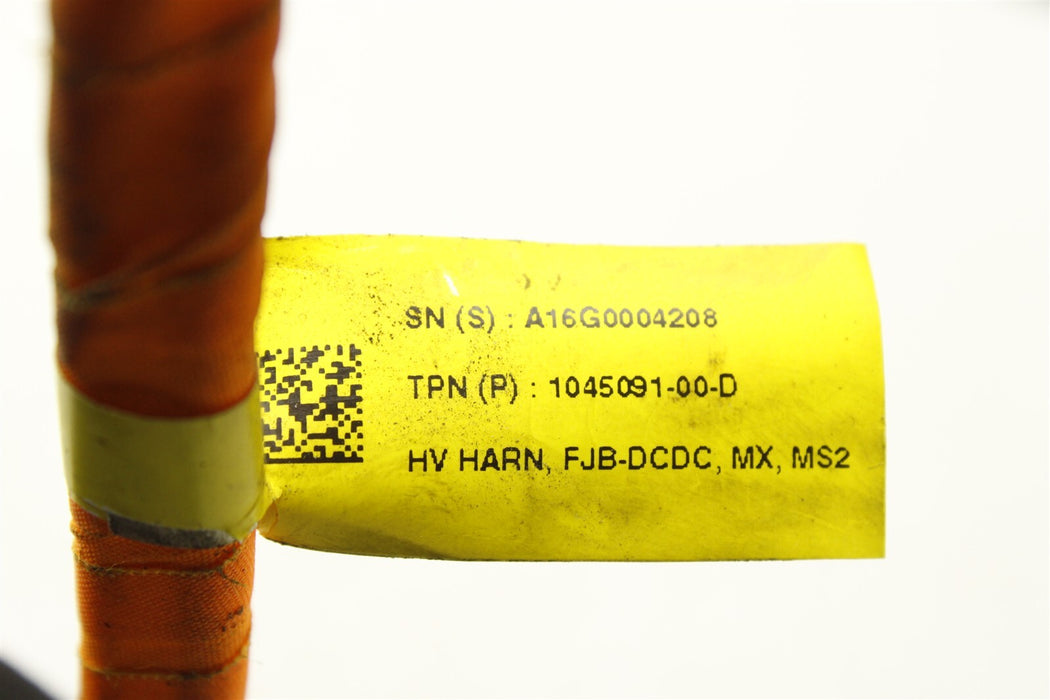 SN (S) : A16G0004208
TPN (P) : 1045091-00-D
HV HARN, FJB-DCDC, MX, MS2